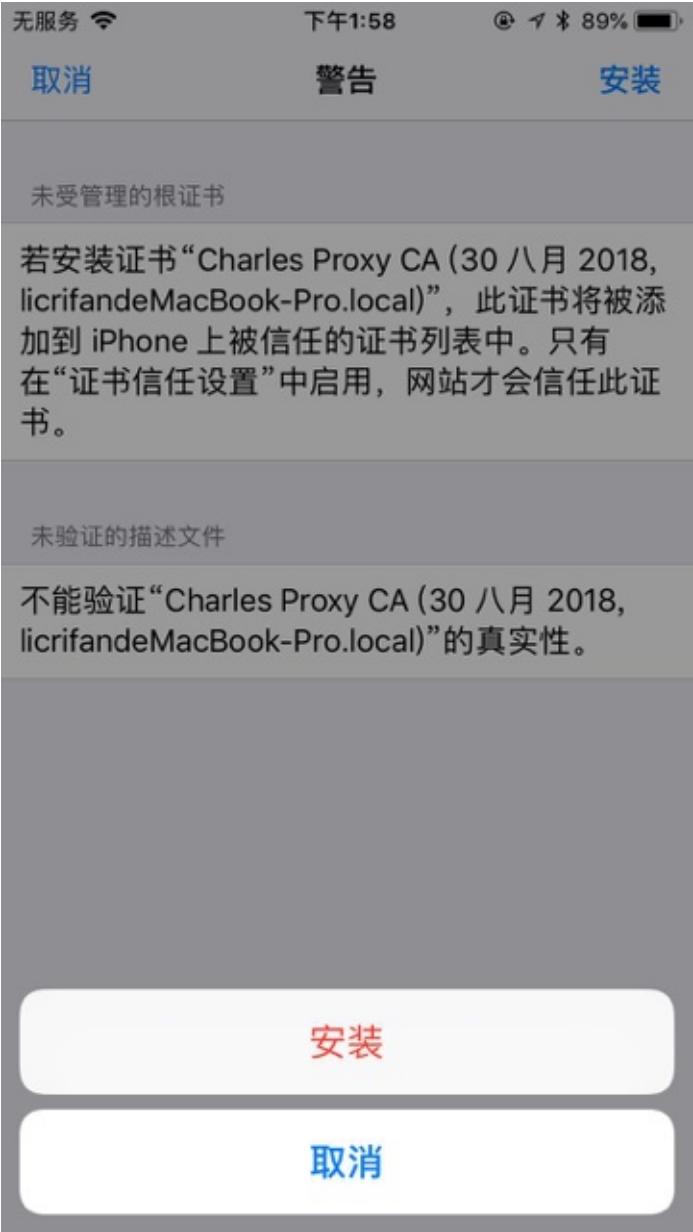 无服务 下午1:58 89%
取消 警告 安装
未受管理的根证书
若安装证书“Charles Proxy CA (30 八月 2018,
licrifandeMacBook-Pro.local)”，此证书将被添
加到 iPhone 上被信任的证书列表中。只有
在“证书信任设置”中启用，网站才会信任此证
书。
未验证的描述文件
不能验证“Charles Proxy CA (30 八月 2018,
licrifandeMacBook-Pro.local)”的真实性。
安装
取消